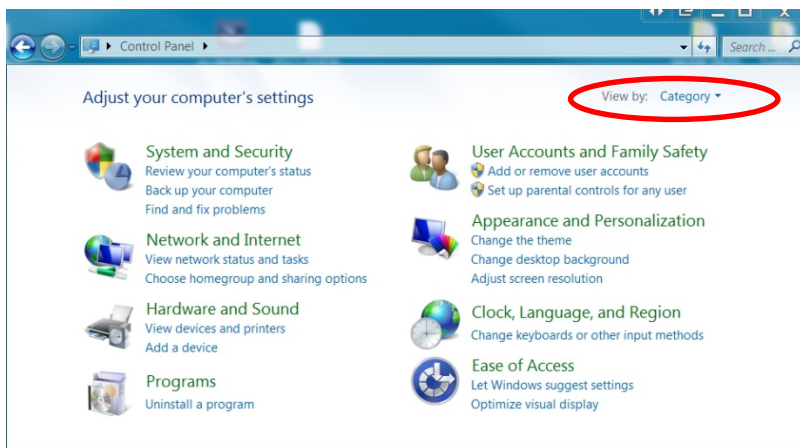 Control Panel
Search ...
Adjust your computer's settings
View by: Category
System and Security
Review your computer's status
Back up your computer
Find and fix problems
Network and Internet
View network status and tasks
Choose homegroup and sharing options
Hardware and Sound
View devices and printers
Add a device
Programs
Uninstall a program
User Accounts and Family Safety
Add or remove user accounts
Set up parental controls for any user
Appearance and Personalization
Change the theme
Change desktop background
Adjust screen resolution
Clock, Language, and Region
Change keyboards or other input methods
Ease of Access
Let Windows suggest settings
Optimize visual display